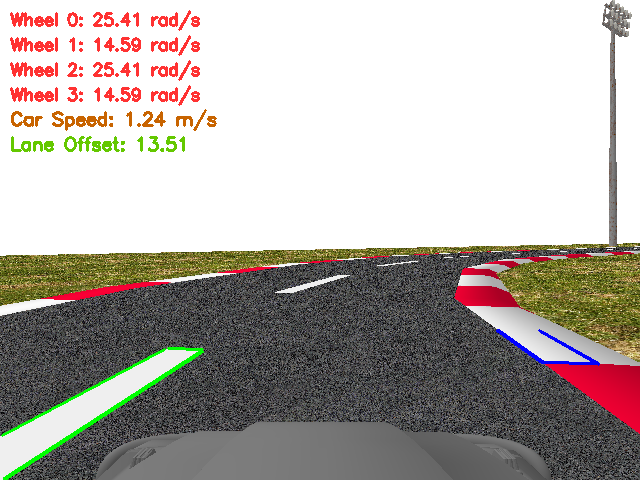 Wheel 0: 25.41 rad/s
Wheel 1: 14.59 rad/s
Wheel 2: 25.41 rad/s
Wheel 3: 14.59 rad/s
Car Speed: 1.24 m/s
Lane Offset: 13.51